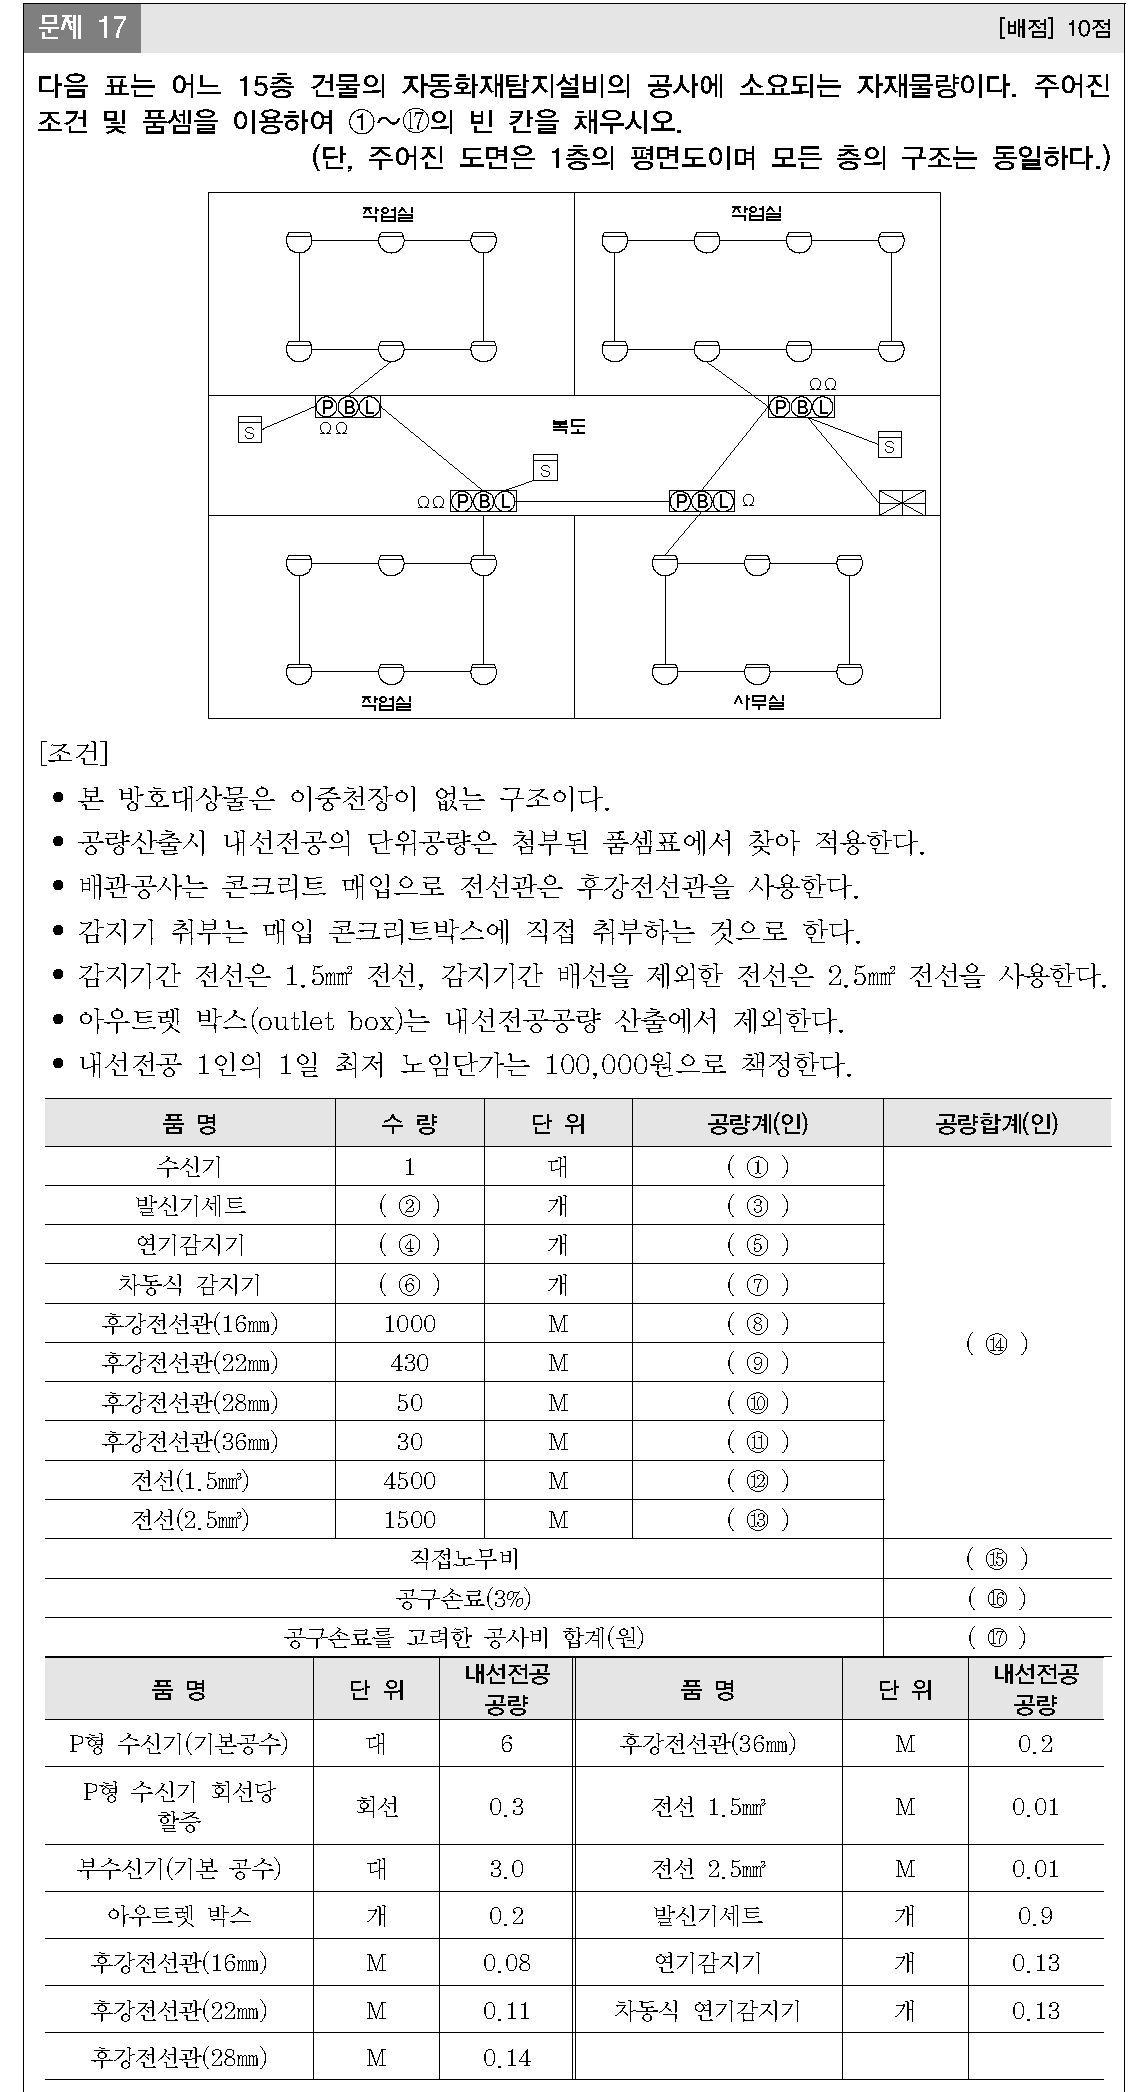 문제 17 [배점] 10점
다음 표는 어느 15층 건물의 자동화재탐지설비의 공사에 소요되는 자재물량이다. 주어진
조건 및 품셈을 이용하여 ①~⑰의 빈 칸을 채우시오.
(단, 주어진 도면은 1층의 평면도이며 모든 층의 구조는 동일하다.)
작업실 작업실
ΩΩ
P B L P B L
S ΩΩ 복도 S
S
ΩΩ P B L P B L Ω
작업실 사무실
[조건]
• 본 방호대상물은 이중천장이 없는 구조이다.
• 공량산출시 내선전공의 단위공량은 첨부된 품셈표에서 찾아 적용한다.
• 배관공사는 콘크리트 매입으로 전선관은 후강전선관을 사용한다.
• 감지기 취부는 매입 콘크리트박스에 직접 취부하는 것으로 한다.
• 감지기간 전선은 1.5㎟ 전선, 감지기간 배선을 제외한 전선은 2.5㎟ 전선을 사용한다.
• 아우트렛 박스(outlet box)는 내선전공공량 산출에서 제외한다.
• 내선전공 1인의 1일 최저 노임단가는 100,000원으로 책정한다.
품 명 수 량 단 위 공량계(인) 공량합계(인)
수신기 1 대 ( ① )
발신기세트 ( ② ) 개 ( ③ )
연기감지기 ( ④ ) 개 ( ⑤ )
차동식 감지기 ( ⑥ ) 개 ( ⑦ )
후강전선관(16㎜) 1000 M ( ⑧ )
( ⑭ )
후강전선관(22㎜) 430 M ( ⑨ )
후강전선관(28㎜) 50 M ( ⑩ )
후강전선관(36㎜) 30 M ( ⑪ )
전선(1.5㎟) 4500 M ( ⑫ )
전선(2.5㎟) 1500 M ( ⑬ )
직접노무비 ( ⑮ )
공구손료(3%) ( ⑯ )
공구손료를 고려한 공사비 합계(원) ( ⑰ )
품 명 단 위 내선전공 품 명 단 위 내선전공
공량 공량
P형 수신기(기본공수) 대 6 후강전선관(36㎜) M 0.2
P형 수신기 회선당
할증 회선 0.3 전선 1.5㎟ M 0.01
부수신기(기본 공수) 대 3.0 전선 2.5㎟ M 0.01
아우트렛 박스 개 0.2 발신기세트 개 0.9
후강전선관(16㎜) M 0.08 연기감지기 개 0.13
후강전선관(22㎜) M 0.11 차동식 연기감지기 개 0.13
후강전선관(28㎜) M 0.14